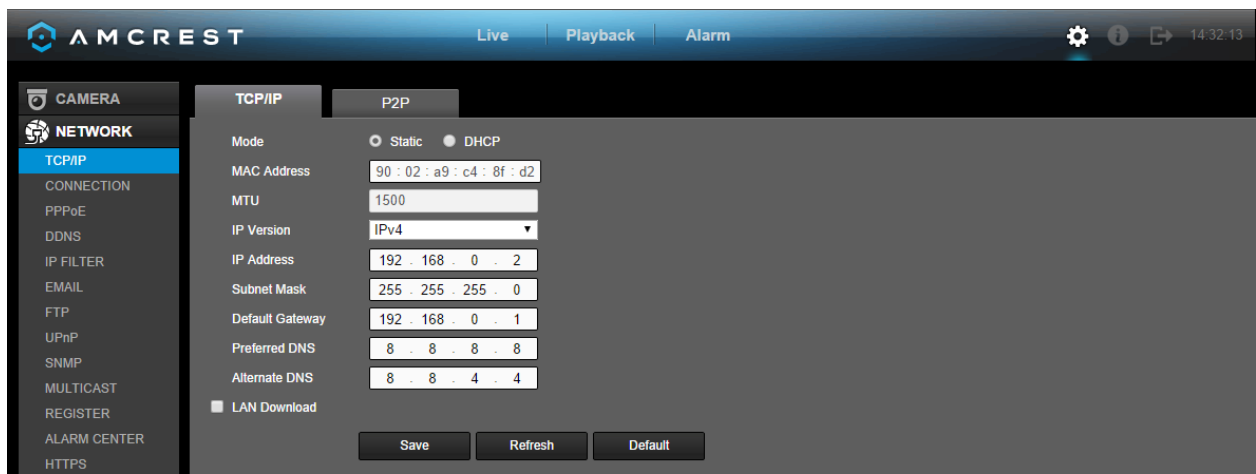 AMCREST Live Playback Alarm 14:32:13
CAMERA
NETWORK
TCP/IP
CONNECTION
PPPoE
DDNS
IP FILTER
EMAIL
FTP
UPnP
SNMP
MULTICAST
REGISTER
ALARM CENTER
HTTPS
TCP/IP P2P
Mode Static DHCP
MAC Address 90 : 02 : a9 : c4 : 8f : d2
MTU 1500
IP Version IPv4
IP Address 192 . 168 . 0 . 2
Subnet Mask 255 . 255 . 255 . 0
Default Gateway 192 . 168 . 0 . 1
Preferred DNS 8 . 8 . 8 . 8
Alternate DNS 8 . 8 . 4 . 4
LAN Download
Save Refresh Default